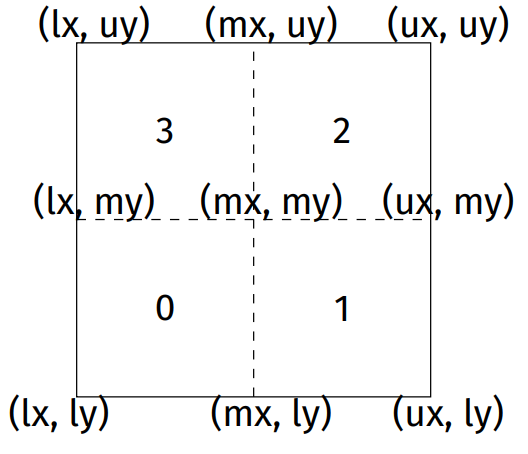 (lx, uy) (mx, uy) (ux, uy)
3 2
(lx, my) (mx, my) (ux, my)
0 1
(lx, ly) (mx, ly) (ux, ly)